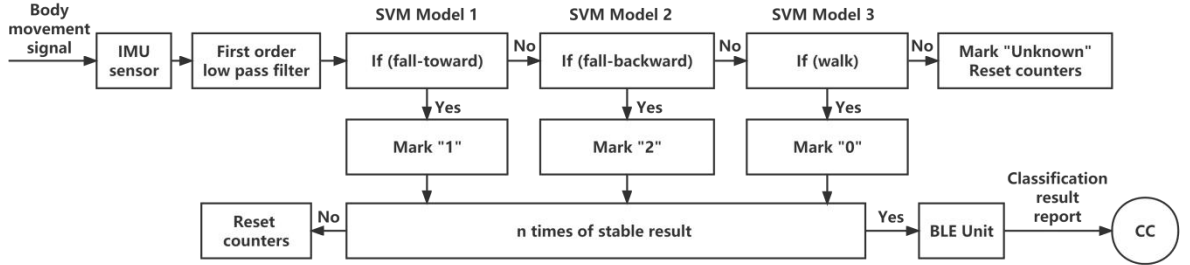 Body
movement
signal
IMU
sensor
First order
low pass filter
SVM Model 1
If (fall-toward)
No
SVM Model 2
If (fall-backward)
No
SVM Model 3
If (walk)
No
Mark "Unknown"
Reset counters
Yes
Yes
Yes
Mark "1"
Mark "2"
Mark "0"
Reset
counters
No
n times of stable result
Yes
BLE Unit
Classification
result
report
CC